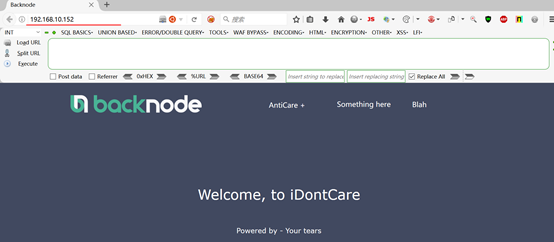 Backnode
192.168.10.152
搜索
INT
SQL BASICS UNION BASED ERROR/DOUBLE QUERY TOOLS WAF BYPASS ENCODING HTML ENCRYPTION OTHER XSS LFI
Load URL
Split URL
Execute
Post data Referrer 0xHEX %URL BASE64 Insert string to replace Insert replacing string Replace All
backnode
AntiCare +
Something here
Blah
Welcome, to iDontCare
Powered by - Your tears